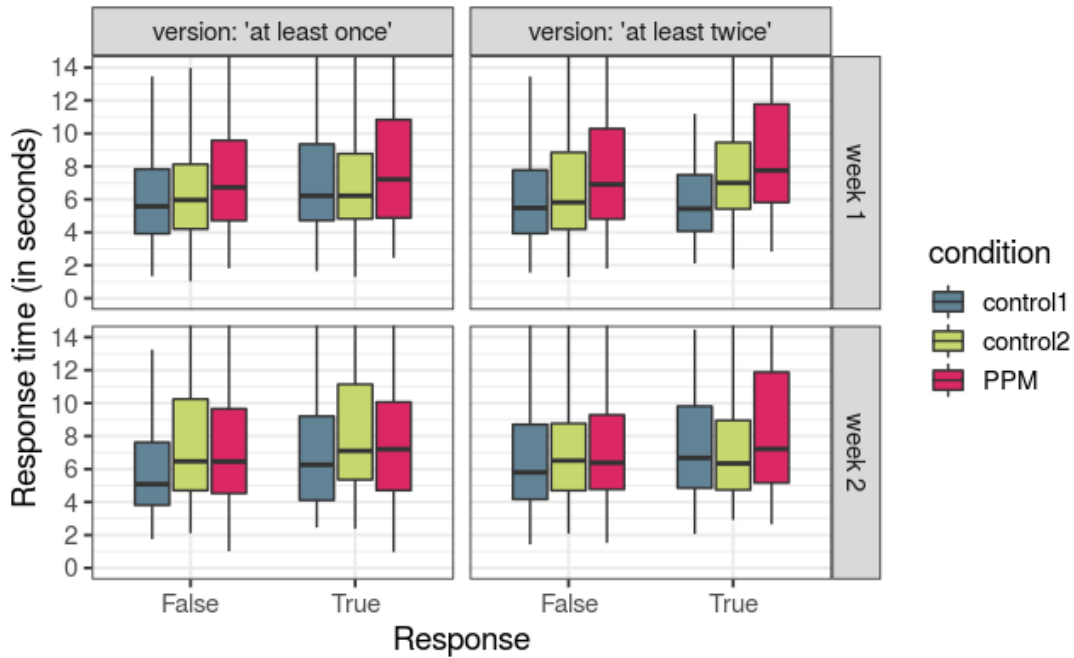 version: 'at least once' version: 'at least twice'
Response time (in seconds)
14
12
10
8
6
4
2
0
week 1
14
12
10
8
6
4
2
0
week 2
False True False True
Response
condition
control1
control2
PPM